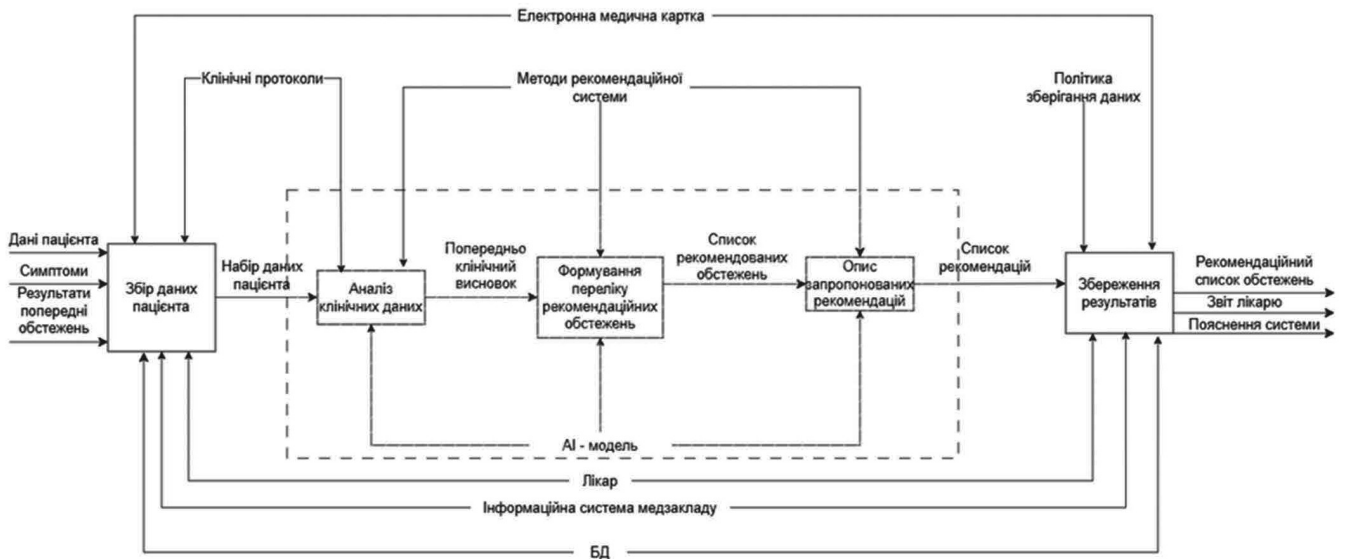 Електронна медична картка
Клінічні протоколи
Методи рекомендаційної
системи
Політика
зберігання даних
Дані пацієнта
Симптоми
Результати
попередні
обстежень
Збір даних
пацієнта
Набір даних
пацієнта
Аналіз
клінічних даних
Попередньо
клінічний
висновок
Формування
переліку
рекомендаційних
обстежень
Список
рекомендованих
обстежень
Опис
запропонованих
рекомендацій
Список
рекомендацій
Збереження
результатів
Рекомендаційний
список обстежень
Звіт лікарю
Пояснення системи
АІ - модель
Лікар
Інформаційна система медзакладу
БД